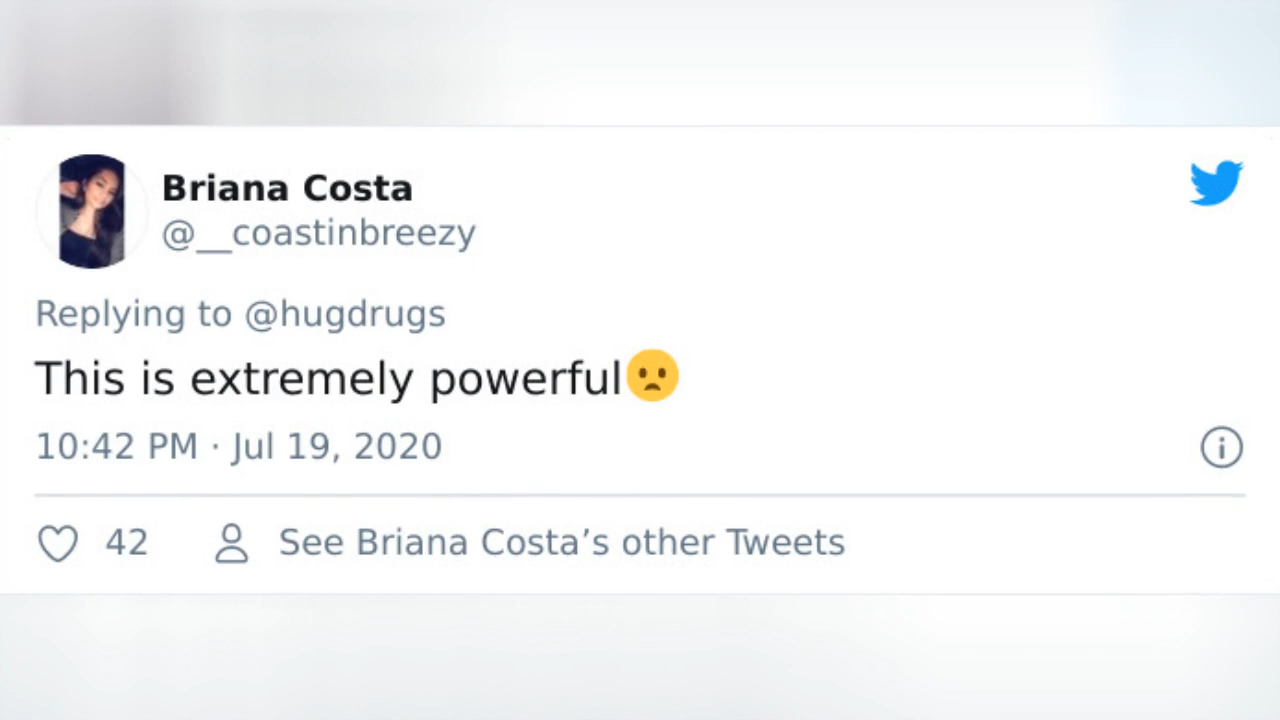 Briana Costa
@__coastinbreezy
Replying to @hugdrugs
This is extremely powerful🙁
10:42 PM · Jul 19, 2020
42 See Briana Costa’s other Tweets